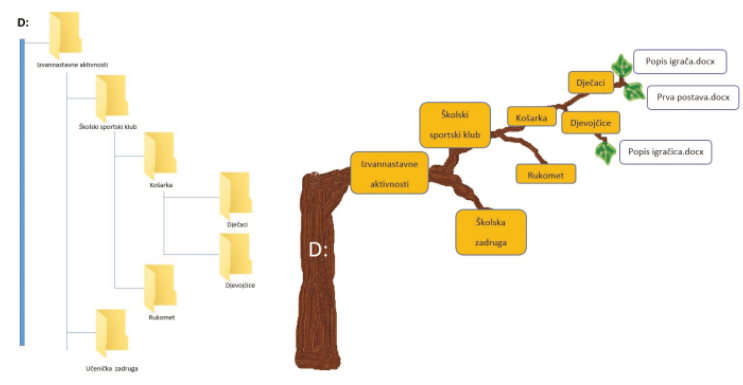 D:
Izvannastavne aktivnosti
Školski sportski klub
Košarka
Dječaci
Djevojčice
Rukomet
Učenička zadruga
D:
Izvannastavne
aktivnosti
Školski
sportski klub
Košarka
Dječaci
Popis igrača.docx
Prva postava.docx
Djevojčice
Popis igračica.docx
Rukomet
Školska
zadruga